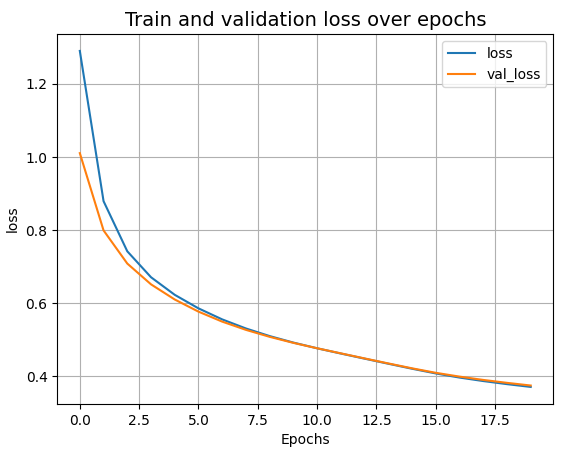 Train and validation loss over epochs
loss
val_loss
1.2
1.0
0.8
0.6
0.4
loss
0.0 2.5 5.0 7.5 10.0 12.5 15.0 17.5
Epochs